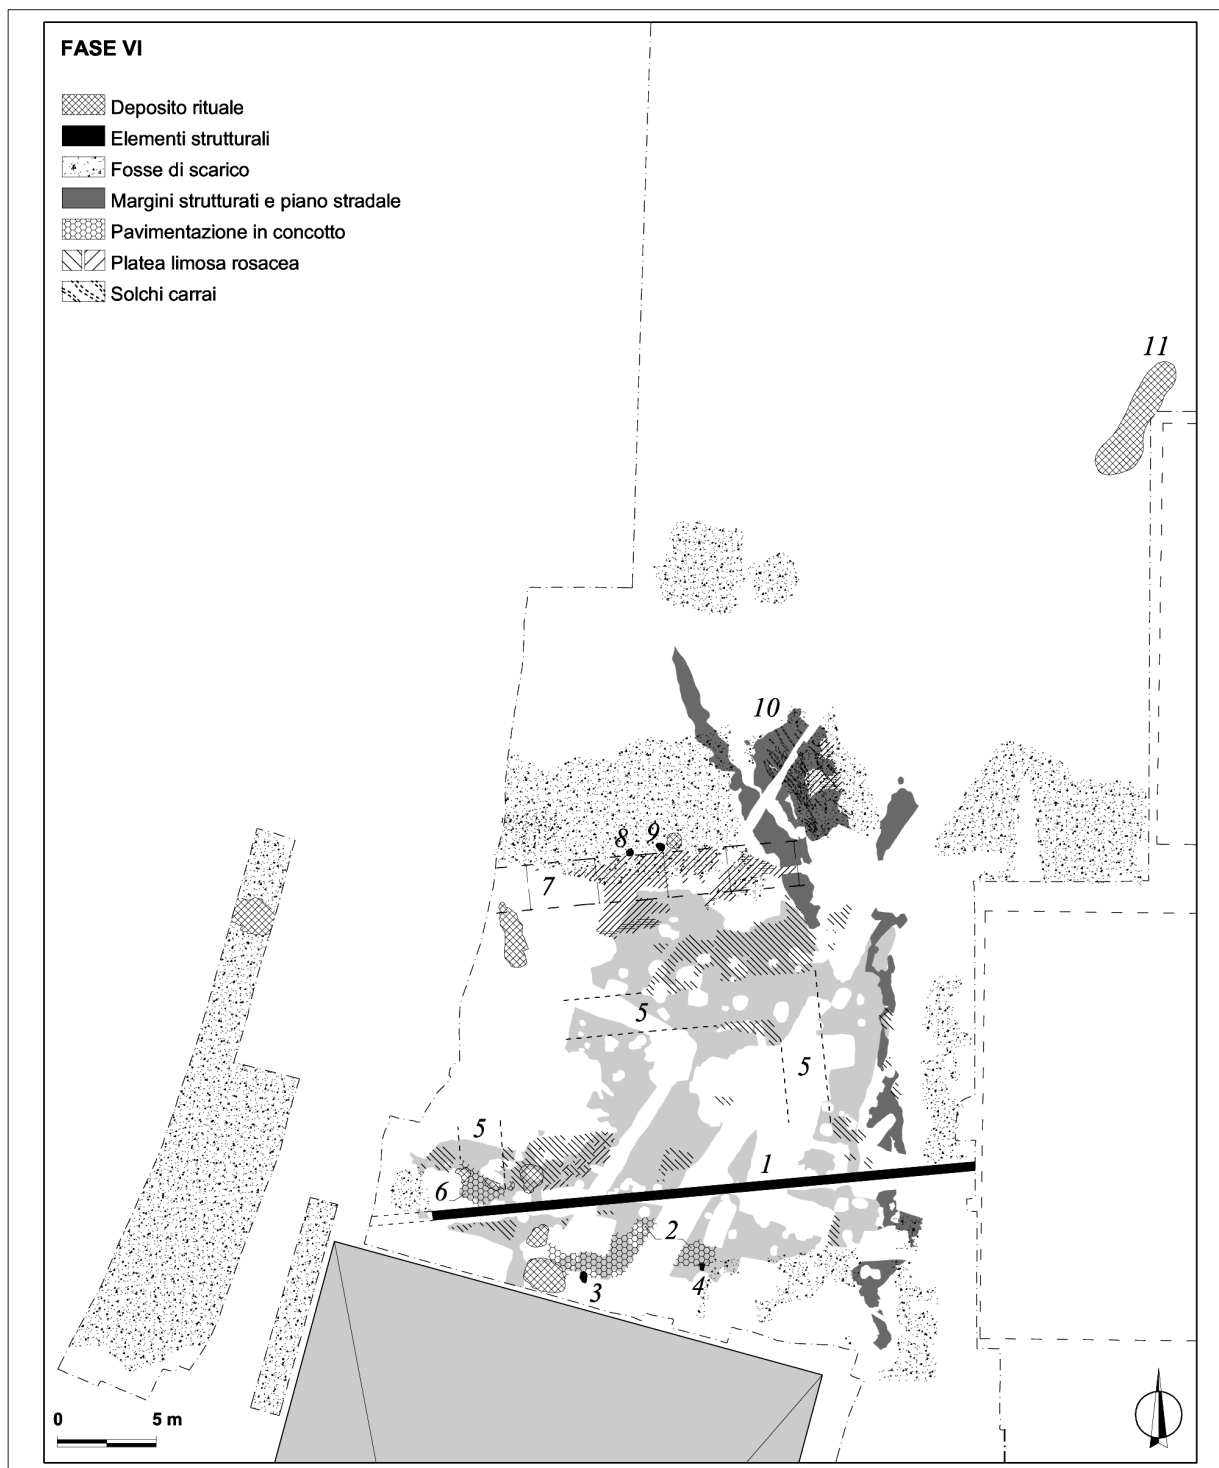 FASE VI
Deposito rituale
Elementi strutturali
Fosse di scarico
Margini strutturati e piano stradale
Pavimentazione in concotto
Platea limosa rosacea
Solchi carrai
11
10
8 9
7
5
5
5
1
6
2
3
4
0 5 m